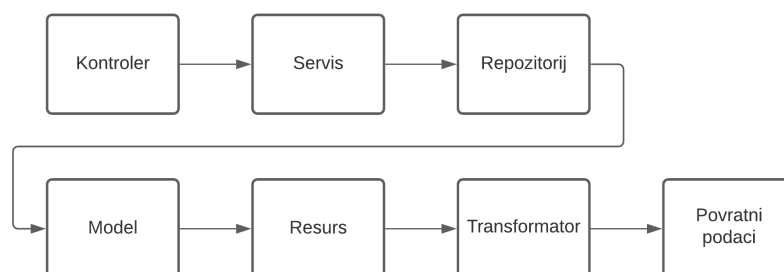 Kontroler
Servis
Repozitorij
Model
Resurs
Transformator
Povratni
podaci